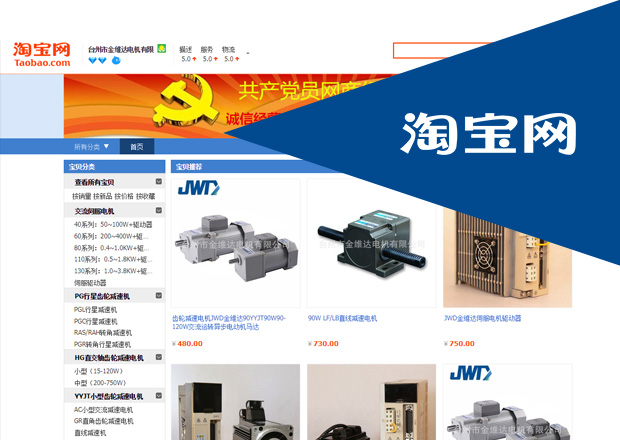 淘宝网
Taobao.com
台州市金维达电机有限
描述 服务 物流
5.0 5.0 5.0
共产党员网商
诚信经营
淘宝网
所有分类 首页
宝贝分类
宝贝推荐
查看所有宝贝
按销量 按新品 按价格 按收藏
交流伺服电机
40系列：50~100W+驱动器
60系列：200~400W+驱...
80系列：0.4~1.0KW+驱...
110系列：0.5~1.8KW+驱...
130系列：1.0~3.8KW+驱...
伺服驱动器
PG行星齿轮减速机
PGL行星减速机
PGC行星减速机
RAS/RAH转角减速机
PGR转角行星减速机
HG直交轴齿轮减速机
小型（15-120W）
中型（200-750W）
YYJT小型齿轮减速电机
AC小型交流减速电机
GR直角齿轮减速电机
直线减速机
JWD
台州市金维达电机有限公司
台州市金维达电机有限公司
齿轮减速电机JWD金维达90YYJT90W90-
120W交流运转异步电动机马达
¥ 480.00
90W LF/LB直线减速电机
¥ 730.00
JWD金维达伺服电机驱动器
¥ 750.00
JWD
台州市金维达电机有限公司